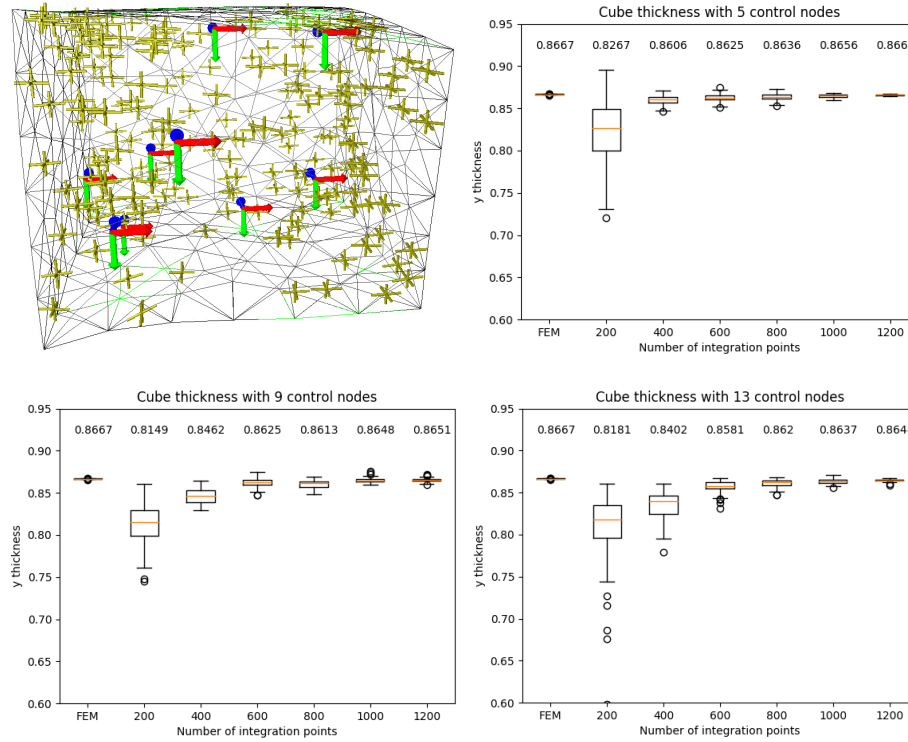 Cube thickness with 5 control nodes
0.95
0.90
0.85
0.80
0.75
0.70
0.65
0.60
y thickness
0.8667 0.8267 0.8606 0.8625 0.8636 0.8656 0.866
FEM 200 400 600 800 1000 1200
Number of integration points
Cube thickness with 9 control nodes
0.95
0.90
0.85
0.80
0.75
0.70
0.65
0.60
y thickness
0.8667 0.8149 0.8462 0.8625 0.8613 0.8648 0.8651
FEM 200 400 600 800 1000 1200
Number of integration points
Cube thickness with 13 control nodes
0.95
0.90
0.85
0.80
0.75
0.70
0.65
0.60
y thickness
0.8667 0.8181 0.8402 0.8581 0.862 0.8637 0.864
FEM 200 400 600 800 1000 1200
Number of integration points